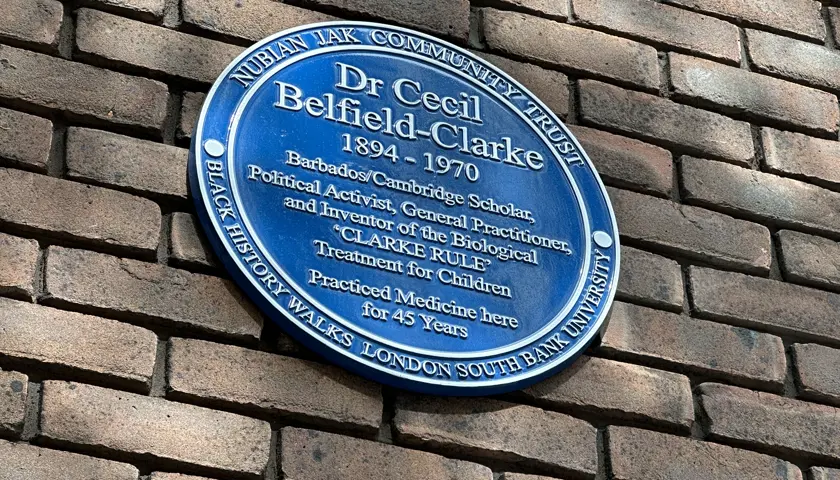 NUBIAN JAK COMMUNITY TRUST
Dr Cecil
Belfield-Clarke
1894 - 1970
Barbados/Cambridge Scholar,
Political Activist, General Practitioner,
and Inventor of the Biological
‘CLARKE RULE’
Treatment for Children
Practiced Medicine here
for 45 Years
BLACK HISTORY WALKS LONDON SOUTH BANK UNIVERSITY